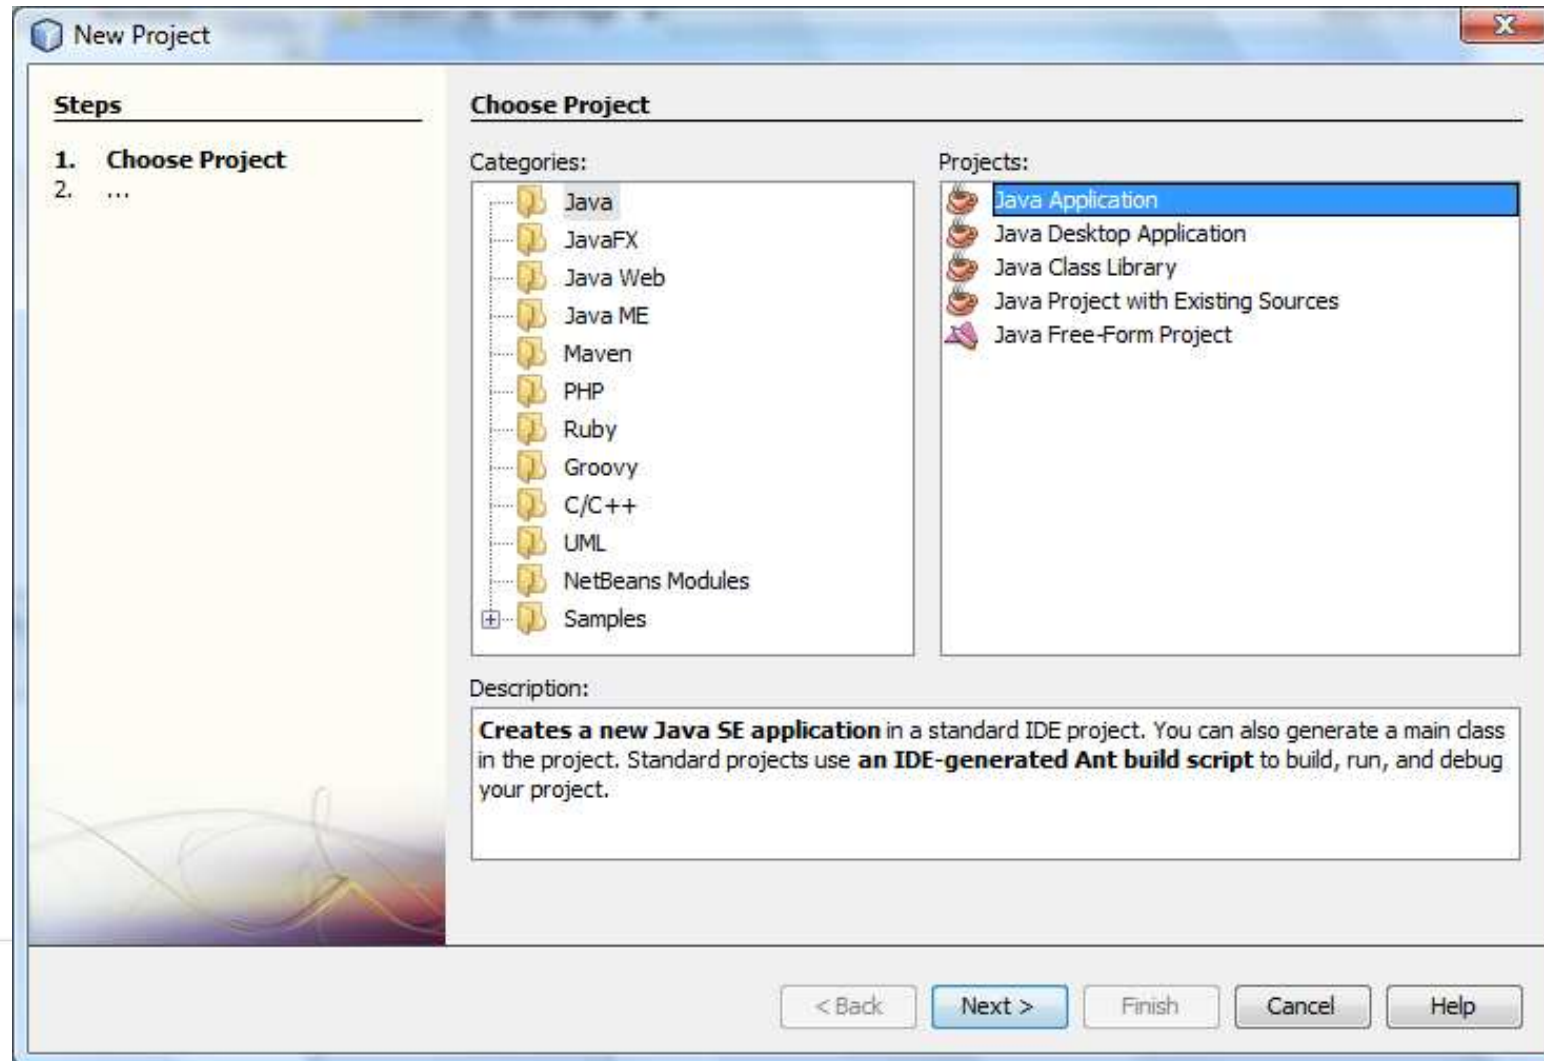 New Project
Steps
1. Choose Project
2. ...
Choose Project
Categories:
Java
JavaFX
Java Web
Java ME
Maven
PHP
Ruby
Groovy
C/C++
UML
NetBeans Modules
Samples
Projects:
Java Application
Java Desktop Application
Java Class Library
Java Project with Existing Sources
Java Free-Form Project
Description:
Creates a new Java SE application in a standard IDE project. You can also generate a main class
in the project. Standard projects use an IDE-generated Ant build script to build, run, and debug
your project.
< Back
Next >
Finish
Cancel
Help